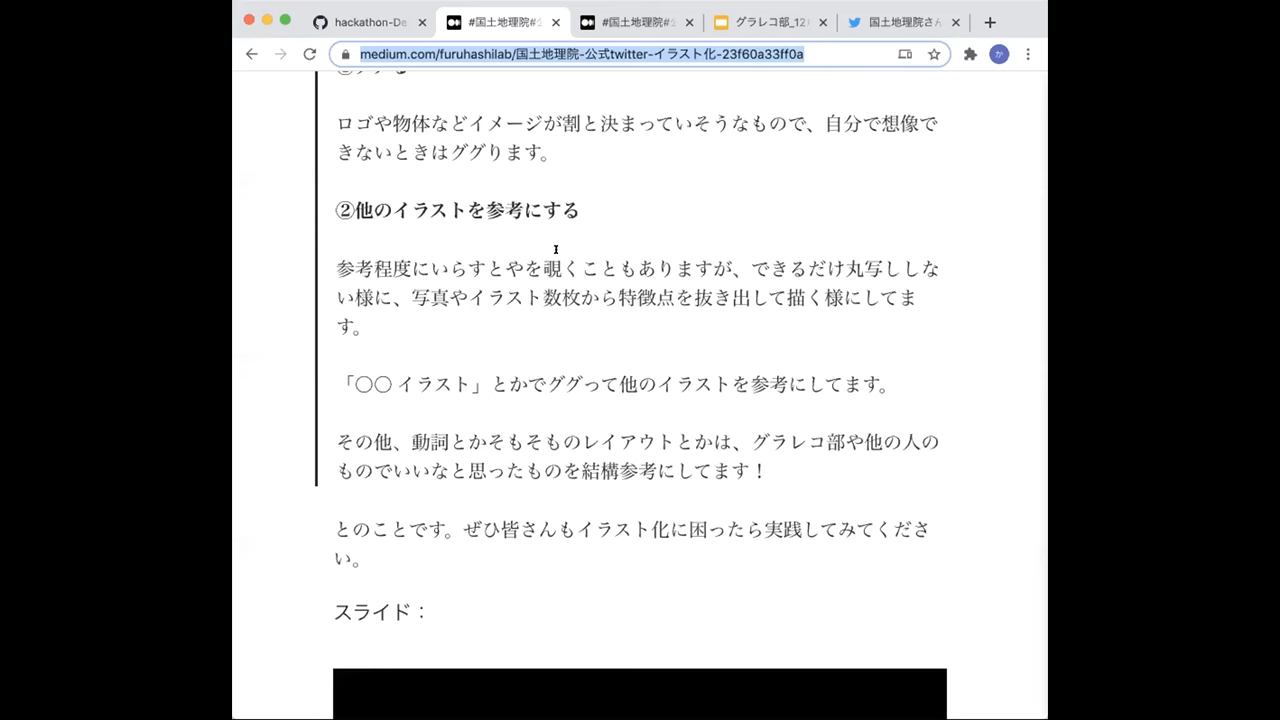 hackathon-De
#国土地理院#
#国土地理院#
グラレコ部_12
国土地理院さん
medium.com/furuhashilab/国土地理院-公式twitter-イラスト化-23f60a33ff0a
か
ロゴや物体などイメージが割と決まっていそうなもので、自分で想像で
きないときはググります。
②他のイラストを参考にする
参考程度にいらすとやを覗くこともありますが、できるだけ丸写ししな
い様に、写真やイラスト数枚から特徴点を抜き出して描く様にしてま
す。
「〇〇 イラスト」とかでググって他のイラストを参考にしてます。
その他、動詞とかそもそものレイアウトとかは、グラレコ部や他の人の
ものでいいなと思ったものを結構参考にしてます！
とのことです。ぜひ皆さんもイラスト化に困ったら実践してみてくださ
い。
スライド：